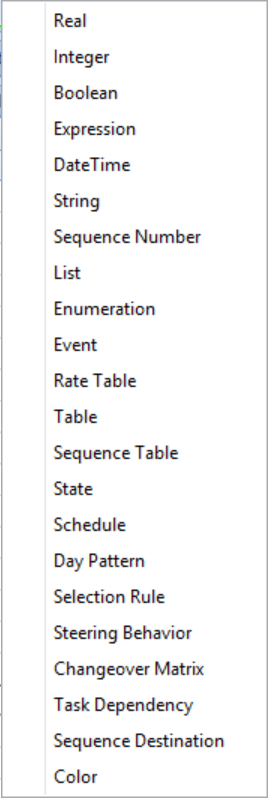 Real
Integer
Boolean
Expression
DateTime
String
Sequence Number
List
Enumeration
Event
Rate Table
Table
Sequence Table
State
Schedule
Day Pattern
Selection Rule
Steering Behavior
Changeover Matrix
Task Dependency
Sequence Destination
Color